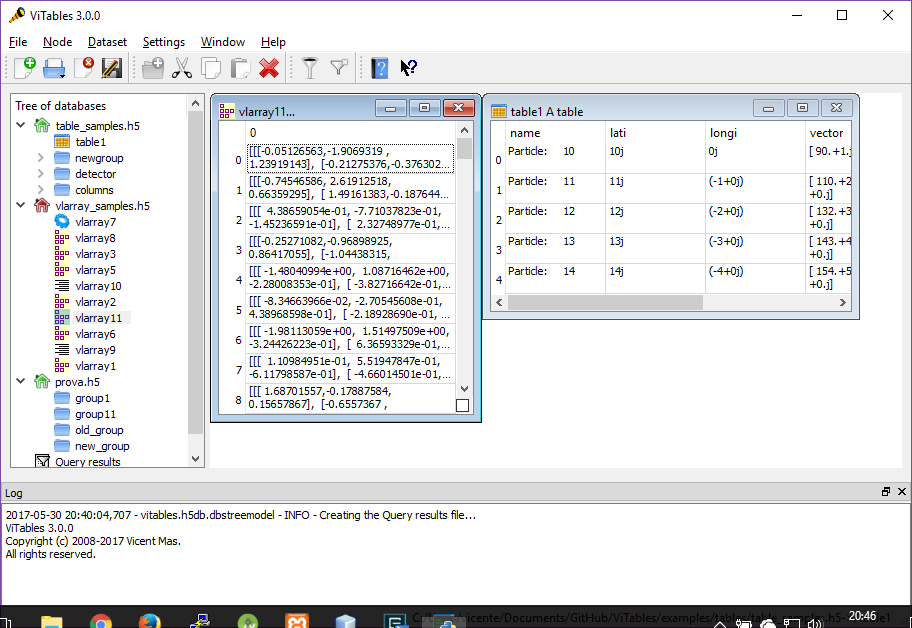 ViTables 3.0.0
File Node Dataset Settings Window Help
Tree of databases
table_samples.h5
table1
newgroup
detector
columns
vlarray_samples.h5
vlarray7
vlarray8
vlarray3
vlarray5
vlarray10
vlarray2
vlarray11
vlarray6
vlarray9
vlarray1
prova.h5
group1
group11
old_group
new_group
Query results
vlarray11...
0
0 [[[-0.05126563,-1.9069319 ,
1.23919143], [-0.21275376,-0.376302...
1 [[[-0.74546586, 2.61912518,
0.66359295], [ 1.49161383,-0.187644...
2 [[[ 4.38659054e-01, -7.71037823e-01,
-1.45236591e-01], [ 2.32748977e-01,...
3 [[[-0.25271082,-0.96898925,
0.86417055], [-1.04438315,
4 [[[ -1.48040994e+00, 1.08716462e+00,
-2.28008353e-01], [ -3.82716642e-01,...
5 [[[ -8.34663966e-02, -2.70545608e-01,
4.38968598e-01], [ -2.18928690e-01,...
6 [[[ -1.98113059e+00, 1.51497509e+00,
-3.24426223e-01], [ 6.36593329e-01,...
7 [[[ 1.10984951e-01, 5.51947847e-01,
-6.11798587e-01], [ -4.66014501e-01,...
8 [[[ 1.68701557,-0.17887584,
0.15657867], [-0.6557367 ,
table1 A table
name lati longi vector
0 Particle: 10 10j 0j [ 90.+1.j
1 Particle: 11 11j (-1+0j) [ 110.+2
+0.j]
2 Particle: 12 12j (-2+0j) [ 132.+3
+0.j]
3 Particle: 13 13j (-3+0j) [ 143.+4
+0.j]
4 Particle: 14 14j (-4+0j) [ 154.+5
+0.j]
Log
2017-05-30 20:40:04,707 - vitables.h5db.dbstreemodel - INFO - Creating the Query results file...
ViTables 3.0.0
Copyright (c) 2008-2017 Vicent Mas.
All rights reserved.
20:46